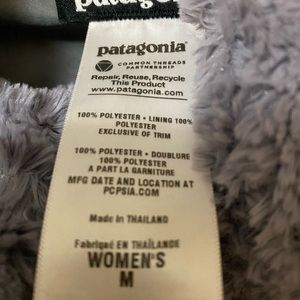 patagonia
patagonia®
COMMON THREADS
PARTNERSHIP
Repair, Reuse, Recycle
This Product
www.patagonia.com
100% POLYESTER • LINING 100%
POLYESTER
EXCLUSIVE OF TRIM
100% POLYESTER • DOUBLURE
100% POLYESTER
A PART LA GARNITURE
MFG DATE AND LOCATION AT
PCPSIA.COM
Made in THAILAND
Fabriqué EN THAÏLANDE
WOMEN'S
M